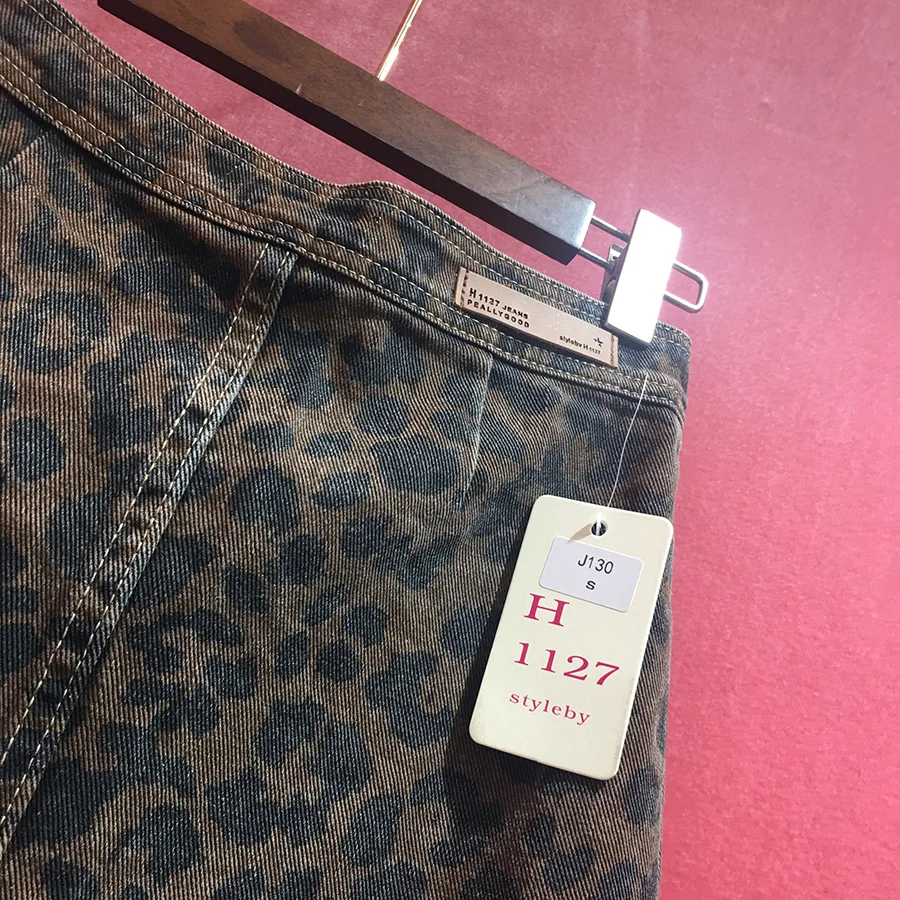 H 1127 JEANS
PEALLYGOOD
styleby H 1127
J130
S
H
1127
styleby